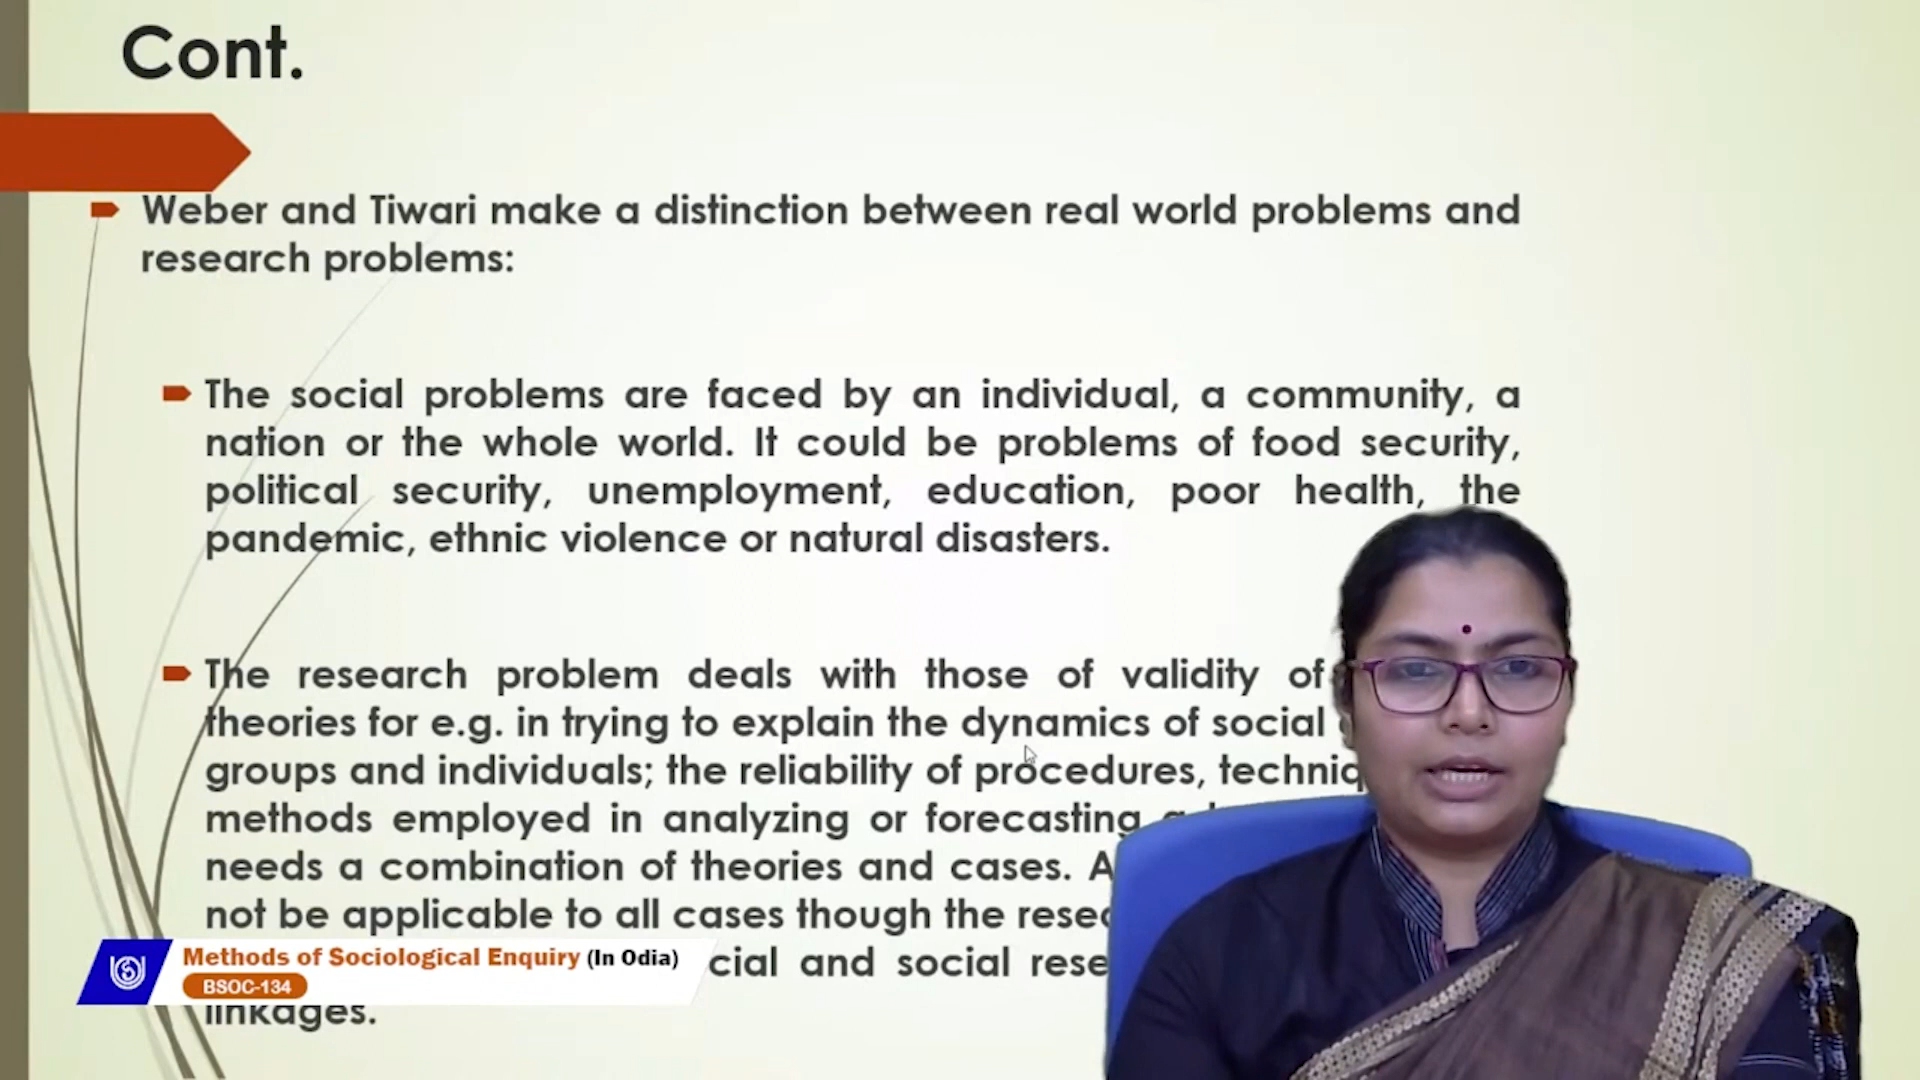 Cont.
Weber and Tiwari make a distinction between real world problems and
research problems:
The social problems are faced by an individual, a community, a
nation or the whole world. It could be problems of food security,
political security, unemployment, education, poor health, the
pandemic, ethnic violence or natural disasters.
The research problem deals with those of validity of
theories for e.g. in trying to explain the dynamics of social
groups and individuals; the reliability of procedures,
methods employed in analyzing or forecasting
needs a combination of theories and cases.
not be applicable to all cases though the
cial and social
linkages.
Methods of Sociological Enquiry (In Odia)
BSOC-134